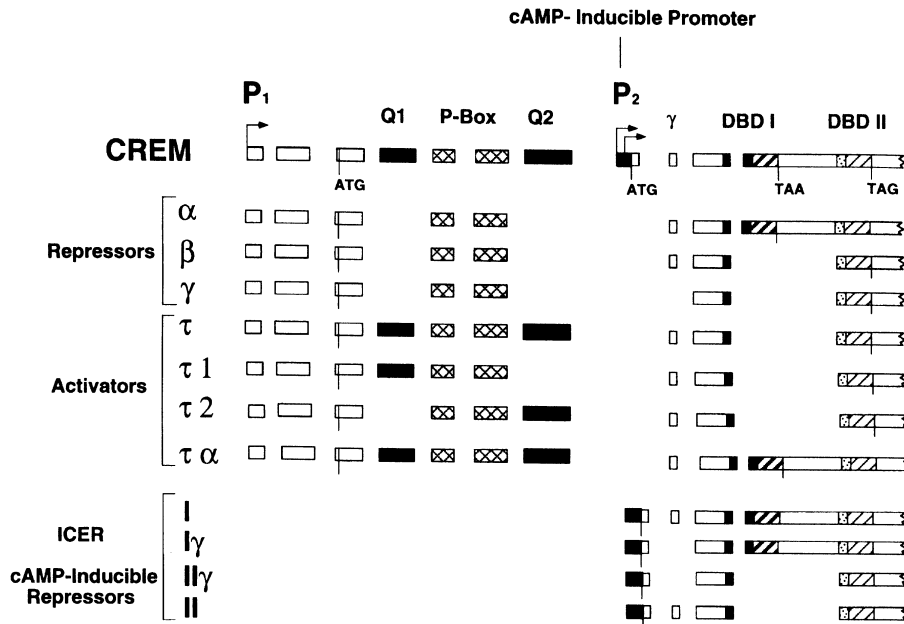 cAMP- Inducible Promoter
P1 P2
Q1 P-Box Q2 γ DBD I DBD II
CREM
ATG ATG TAA TAG
Repressors
α
β
γ
Activators
τ
τ 1
τ 2
τ α
ICER
cAMP-Inducible
Repressors
I
Iγ
IIγ
II